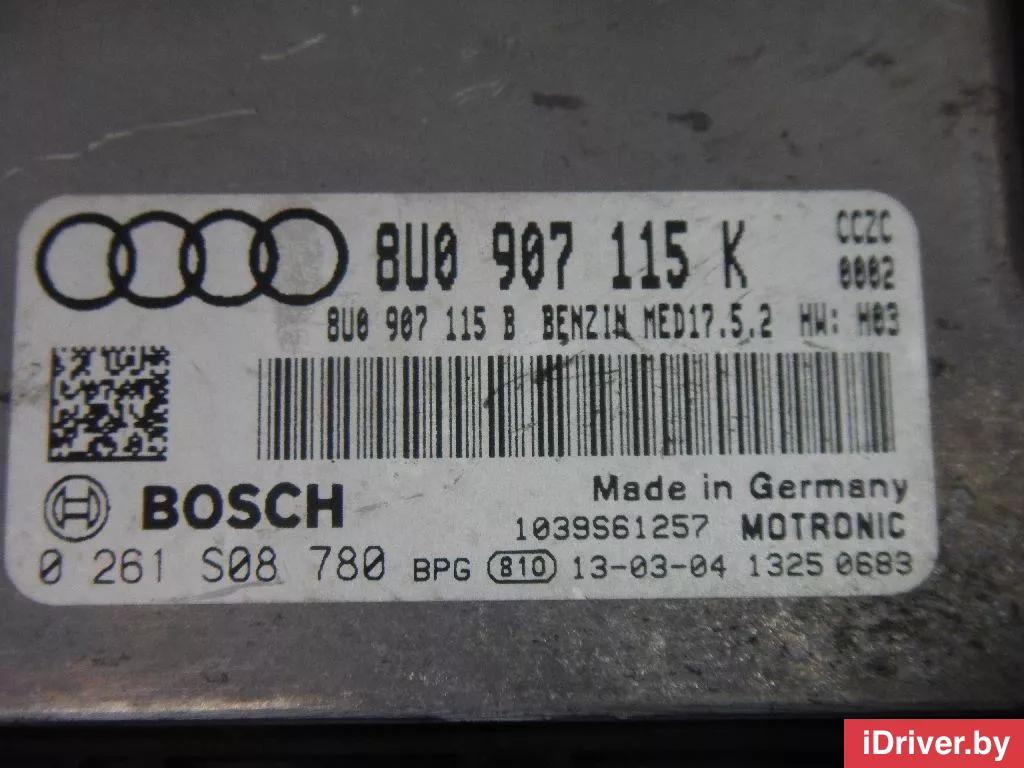 8U0 907 115 K
CCZC
0002
8U0 907 115 B BENZIN MED17.5.2 HW: H03
BOSCH
Made in Germany
1039S61257 MOTRONIC
0 261 S08 780 BPG 810 13-03-04 1325 0683
iDriver.by